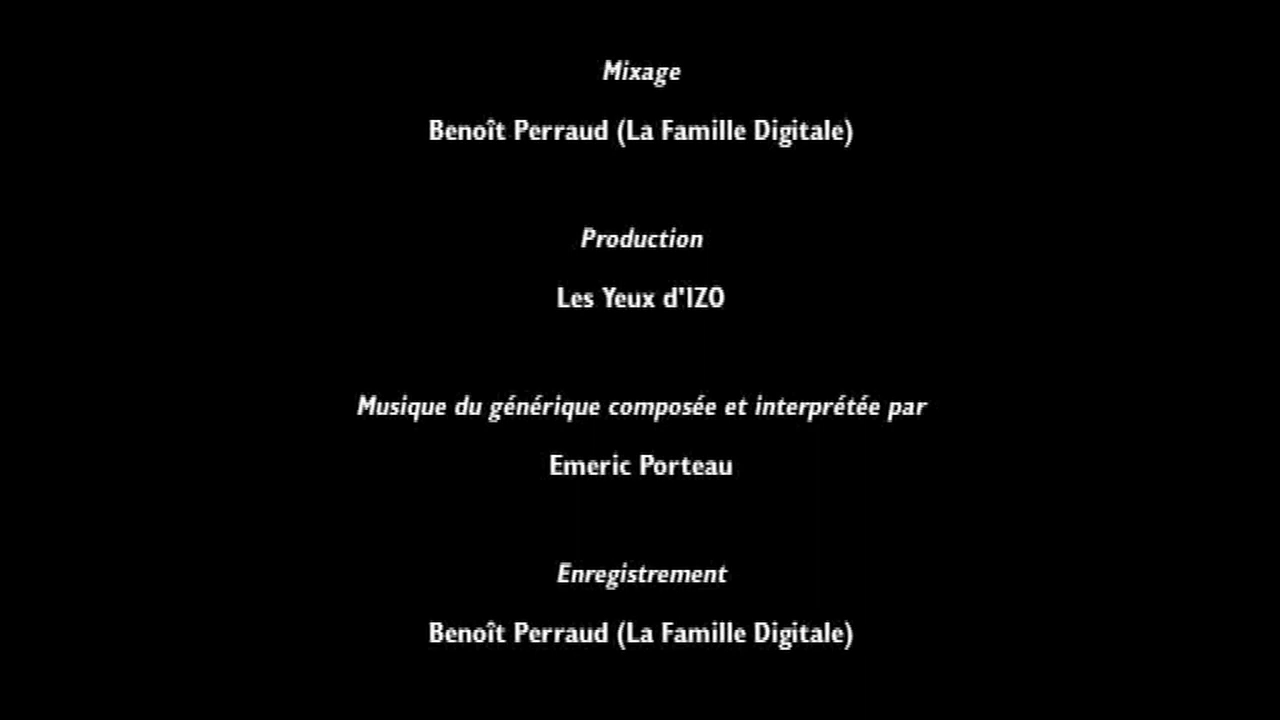 Mixage
Benoît Perraud (La Famille Digitale)
Production
Les Yeux d'IZO
Musique du générique composée et interprétée par
Emeric Porteau
Enregistrement
Benoît Perraud (La Famille Digitale)